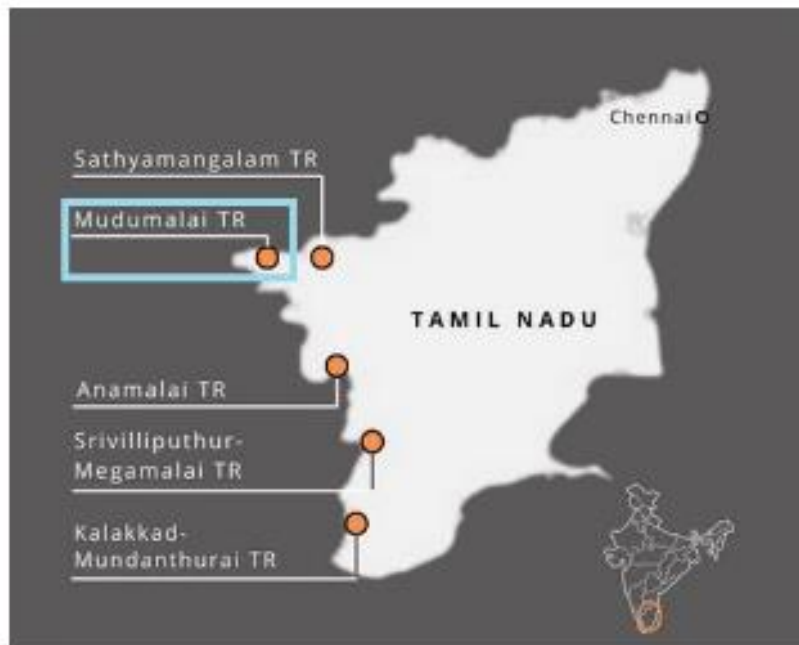 Chennai
Sathyamangalam TR
Mudumalai TR
TAMIL NADU
Anamalai TR
Srivilliputhur-
Megamalai TR
Kalakkad-
Mundanthurai TR